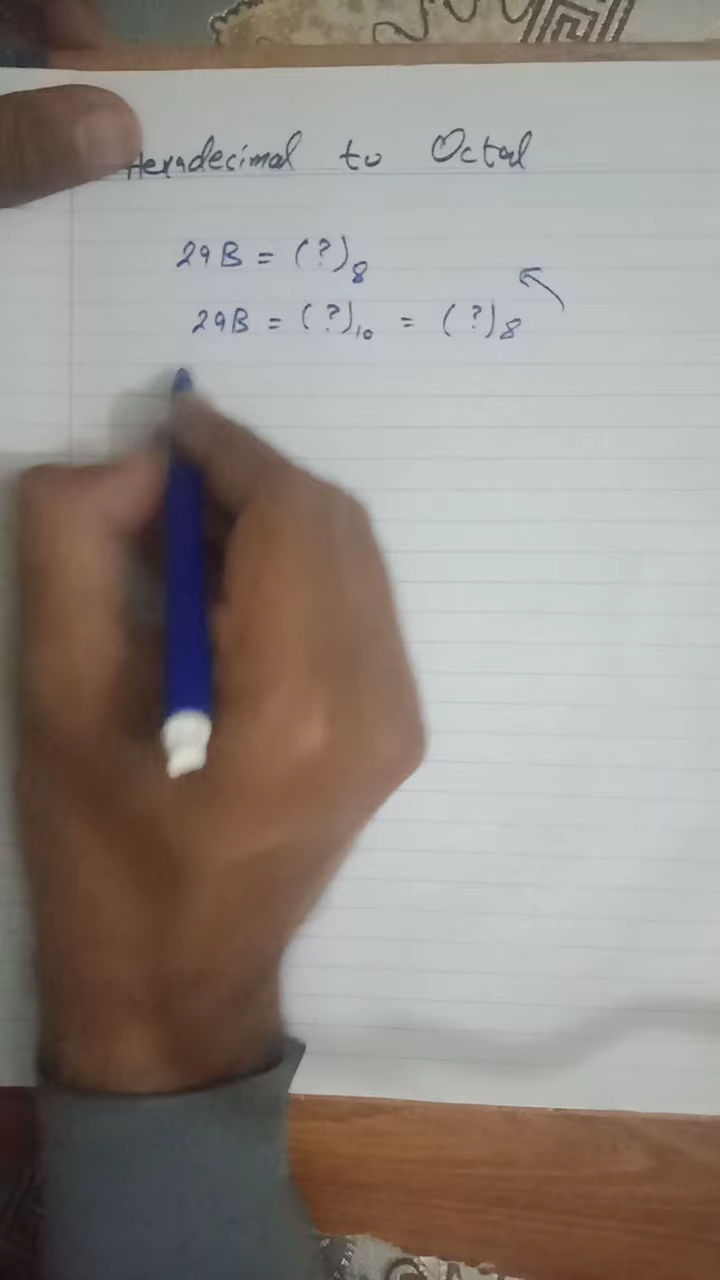 Hexadecimal to Octal
29B = (?)₈
29B = (?)₁₀ = (?)₈